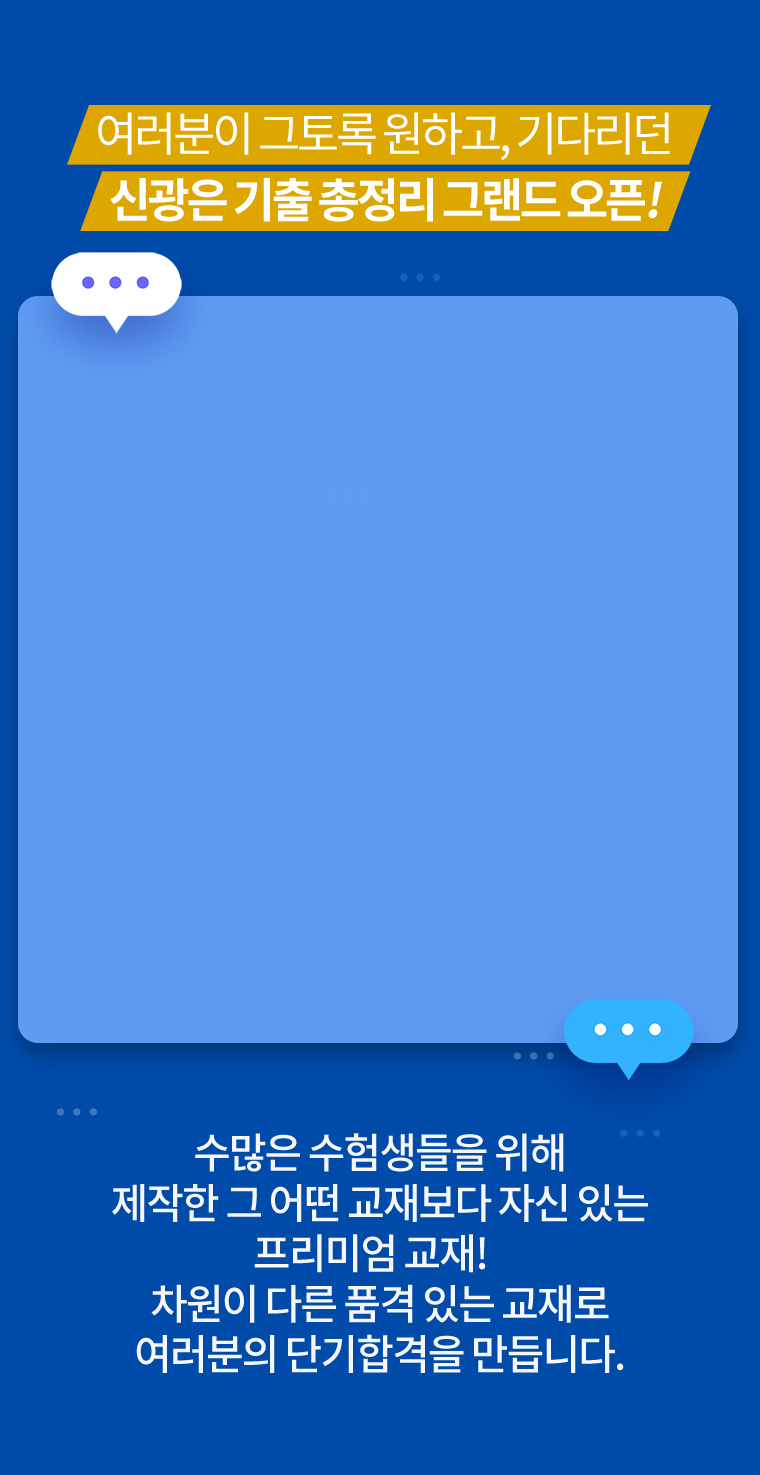 여러분이 그토록 원하고, 기다리던
신광은 기출 총정리 그랜드 오픈!
수많은 수험생들을 위해
제작한 그 어떤 교재보다 자신 있는
프리미엄 교재!
차원이 다른 품격 있는 교재로
여러분의 단기합격을 만듭니다.